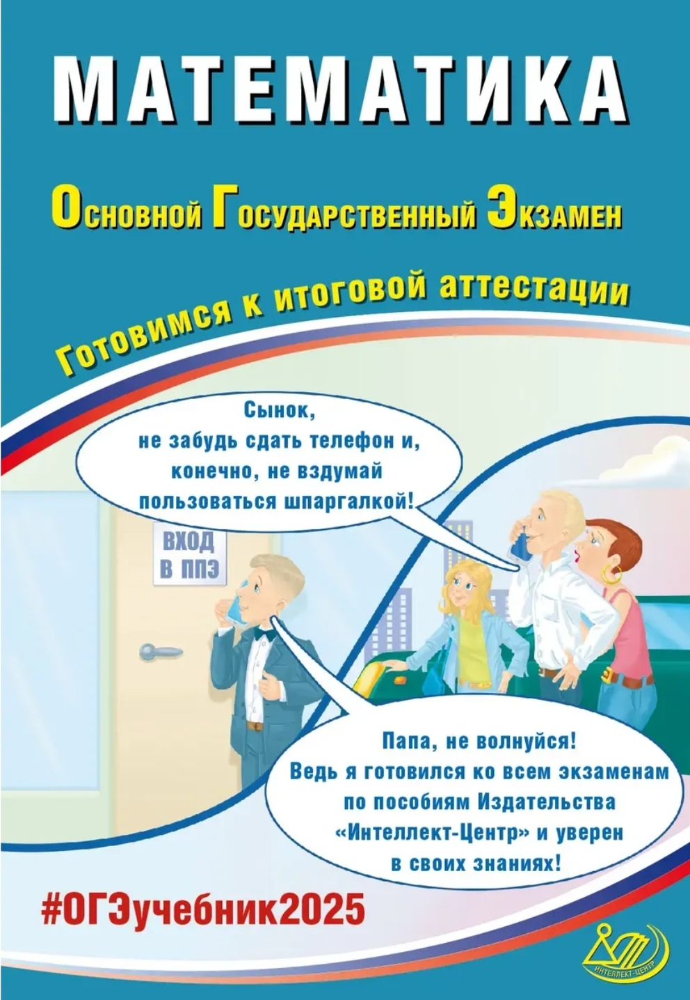 МАТЕМАТИКА
Основной Государственный Экзамен
Готовимся к итоговой аттестации
Сынок,
не забудь сдать телефон и,
конечно, не вздумай
пользоваться шпаргалкой!
ВХОД
В ППЭ
Папа, не волнуйся!
Ведь я готовился ко всем экзаменам
по пособиям Издательства
«Интеллект-Центр» и уверен
в своих знаниях!
#ОГЭучебник2025
ИНТЕЛЛЕКТ-ЦЕНТР